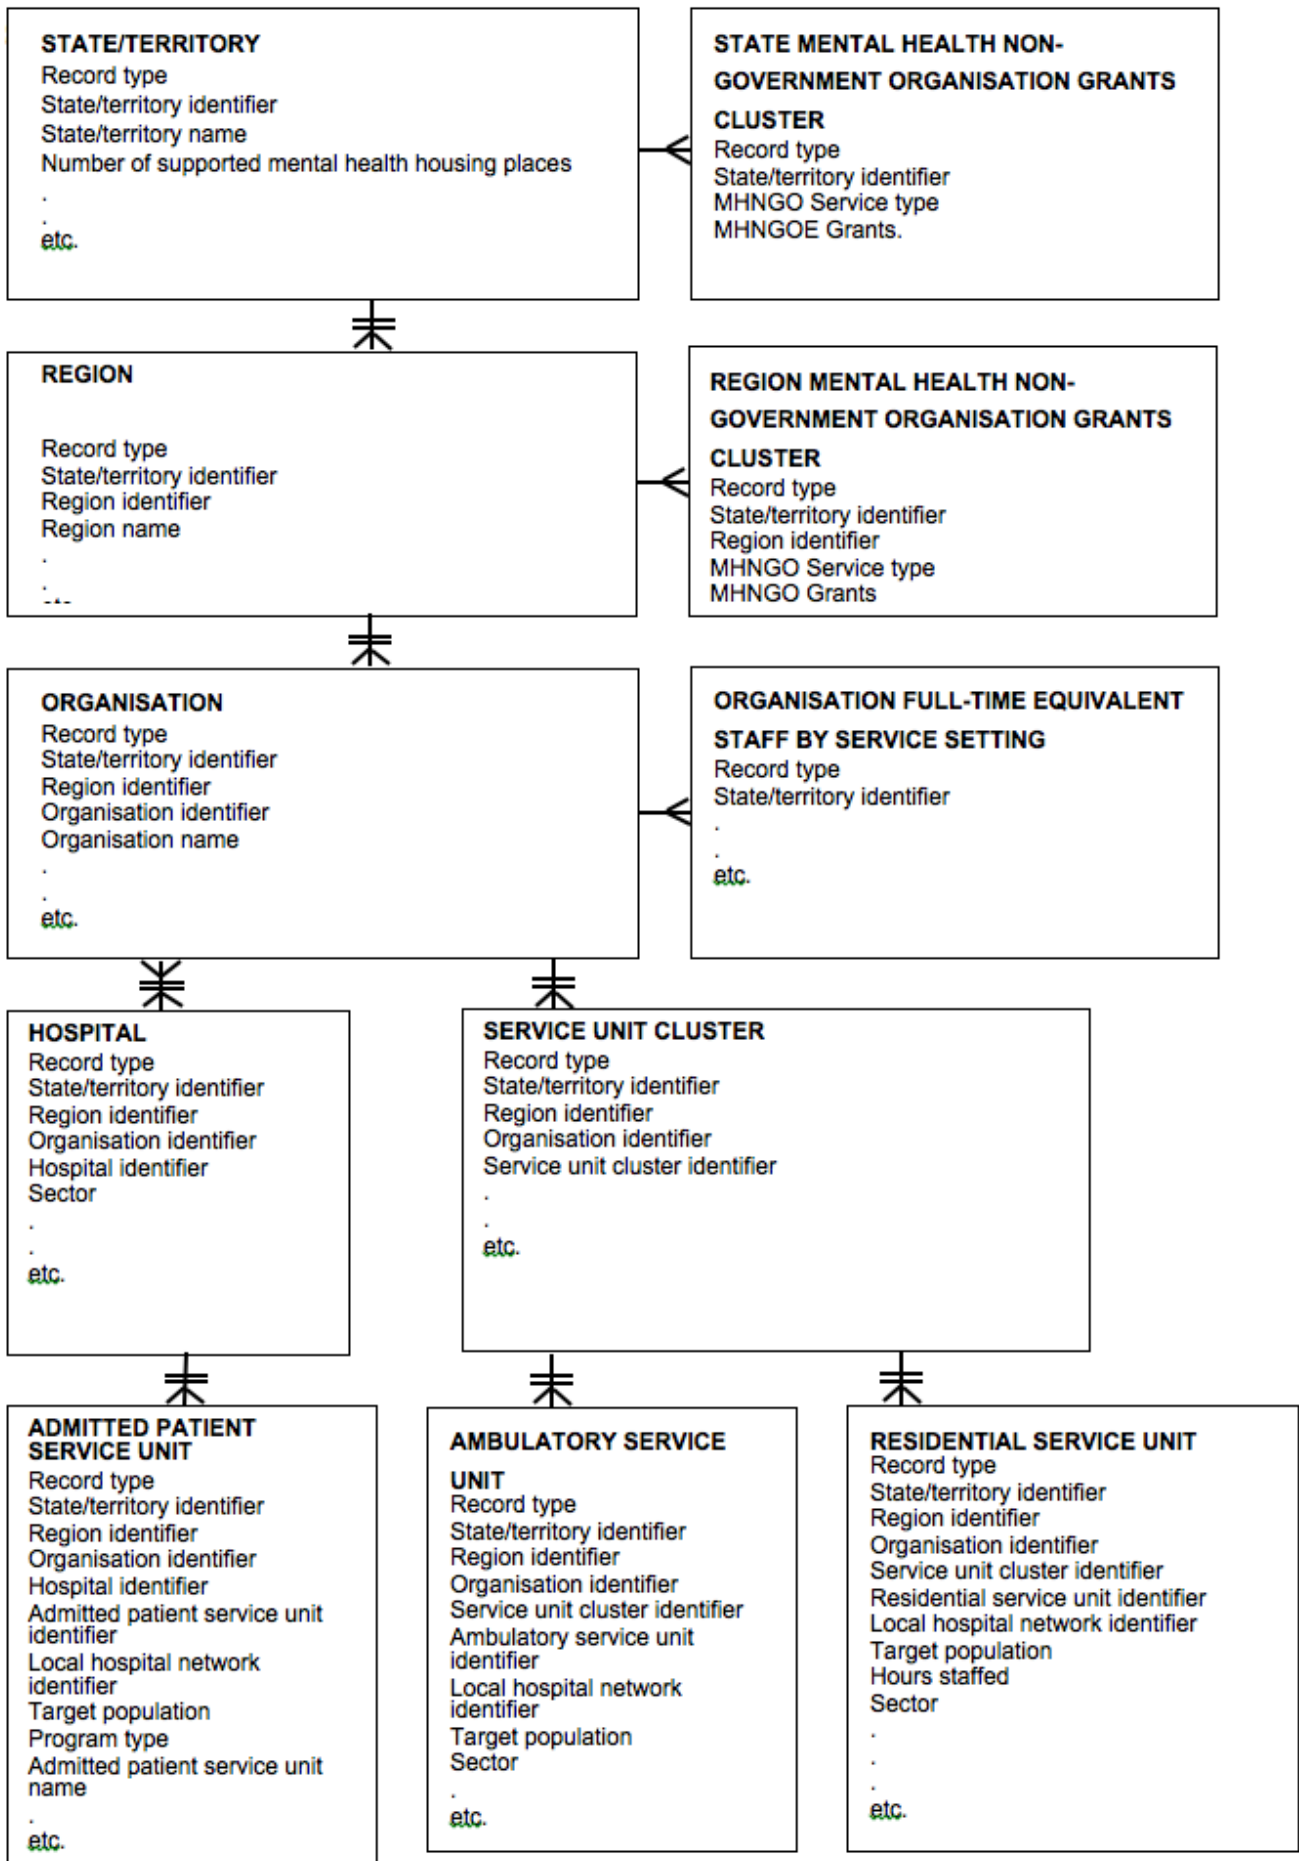 STATE/TERRITORY
Record type
State/territory identifier
State/territory name
Number of supported mental health housing places
.
.
etc.
STATE MENTAL HEALTH NON-
GOVERNMENT ORGANISATION GRANTS
CLUSTER
Record type
State/territory identifier
MHNGO Service type
MHNGOE Grants.
REGION
Record type
State/territory identifier
Region identifier
Region name
.
.
etc.
REGION MENTAL HEALTH NON-
GOVERNMENT ORGANISATION GRANTS
CLUSTER
Record type
State/territory identifier
Region identifier
MHNGO Service type
MHNGO Grants
ORGANISATION
Record type
State/territory identifier
Region identifier
Organisation identifier
Organisation name
.
.
etc.
ORGANISATION FULL-TIME EQUIVALENT
STAFF BY SERVICE SETTING
Record type
State/territory identifier
.
.
etc.
HOSPITAL
Record type
State/territory identifier
Region identifier
Organisation identifier
Hospital identifier
Sector
.
.
etc.
SERVICE UNIT CLUSTER
Record type
State/territory identifier
Region identifier
Organisation identifier
Service unit cluster identifier
.
.
etc.
ADMITTED PATIENT
SERVICE UNIT
Record type
State/territory identifier
Region identifier
Organisation identifier
Hospital identifier
Admitted patient service unit
identifier
Local hospital network
identifier
Target population
Program type
Admitted patient service unit
name
.
etc.
AMBULATORY SERVICE
UNIT
Record type
State/territory identifier
Region identifier
Organisation identifier
Service unit cluster identifier
Ambulatory service unit
identifier
Local hospital network
identifier
Target population
Sector
.
etc.
RESIDENTIAL SERVICE UNIT
Record type
State/territory identifier
Region identifier
Organisation identifier
Service unit cluster identifier
Residential service unit identifier
Local hospital network identifier
Target population
Hours staffed
Sector
.
.
.
etc.